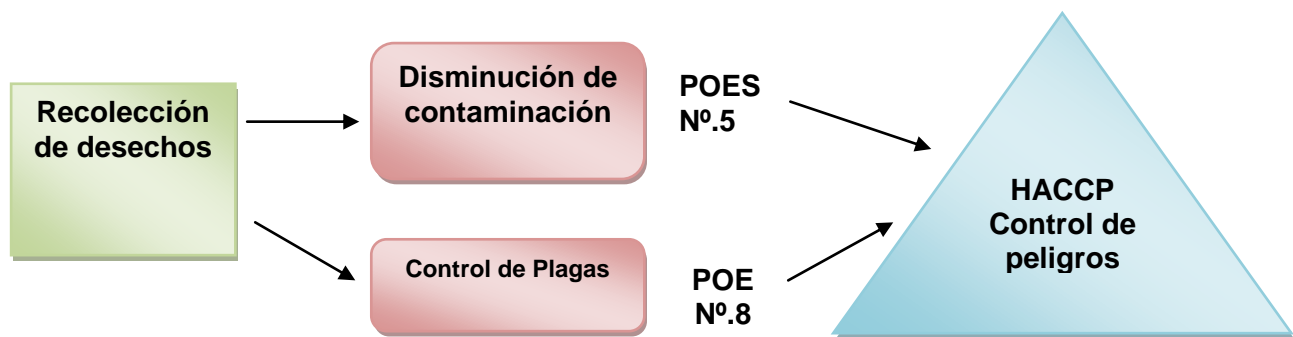 Recolección
de desechos
Disminución de
contaminación
POES
Nº.5
Control de Plagas
POE
Nº.8
HACCP
Control de
peligros